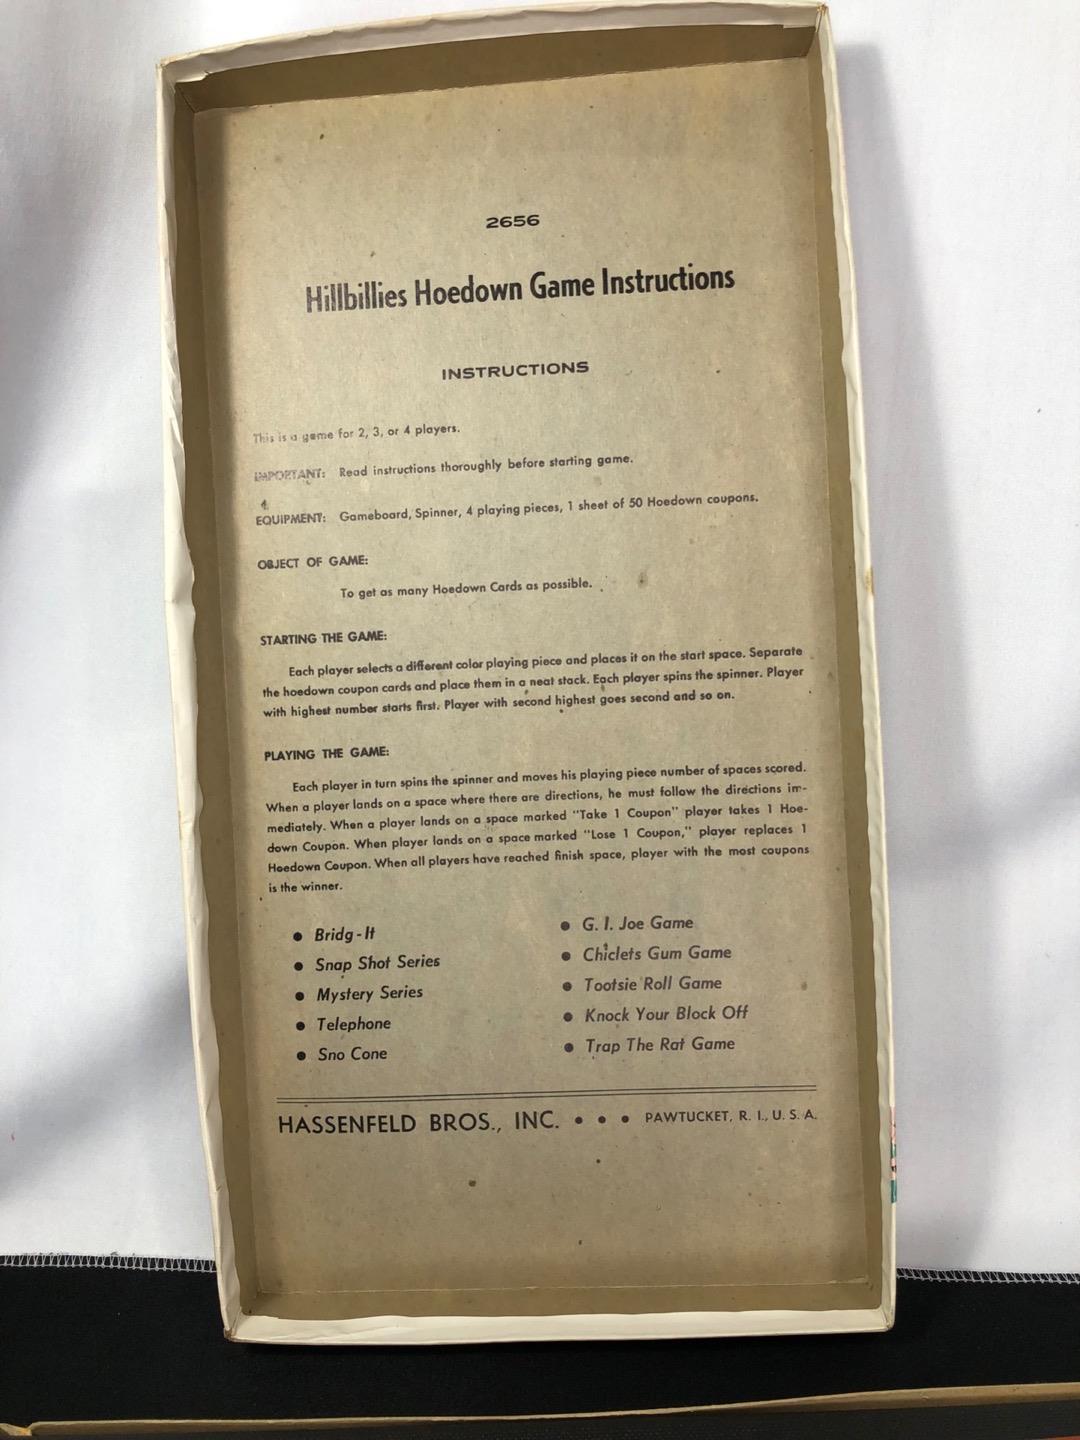 2656
Hillbillies Hoedown Game Instructions
INSTRUCTIONS
This is a game for 2, 3, or 4 players.
IMPORTANT: Read instructions thoroughly before starting game.
EQUIPMENT: Gameboard, Spinner, 4 playing pieces, 1 sheet of 50 Hoedown coupons.
OBJECT OF GAME:
To get as many Hoedown Cards as possible.
STARTING THE GAME:
Each player selects a different color playing piece and places it on the start space. Separate
the hoedown coupon cards and place them in a neat stack. Each player spins the spinner. Player
with highest number starts first. Player with second highest goes second and so on.
PLAYING THE GAME:
Each player in turn spins the spinner and moves his playing piece number of spaces scored.
When a player lands on a space where there are directions, he must follow the directions im-
mediately. When a player lands on a space marked "Take 1 Coupon" player takes 1 Hoe-
down Coupon. When player lands on a space marked "Lose 1 Coupon," player replaces 1
Hoedown Coupon. When all players have reached finish space, player with the most coupons
is the winner.
• Bridg-It
• Snap Shot Series
• Mystery Series
• Telephone
• Sno Cone
• G. I. Joe Game
• Chiclets Gum Game
• Tootsie Roll Game
• Knock Your Block Off
• Trap The Rat Game
HASSENFELD BROS., INC. • • • PAWTUCKET, R. I., U. S. A.